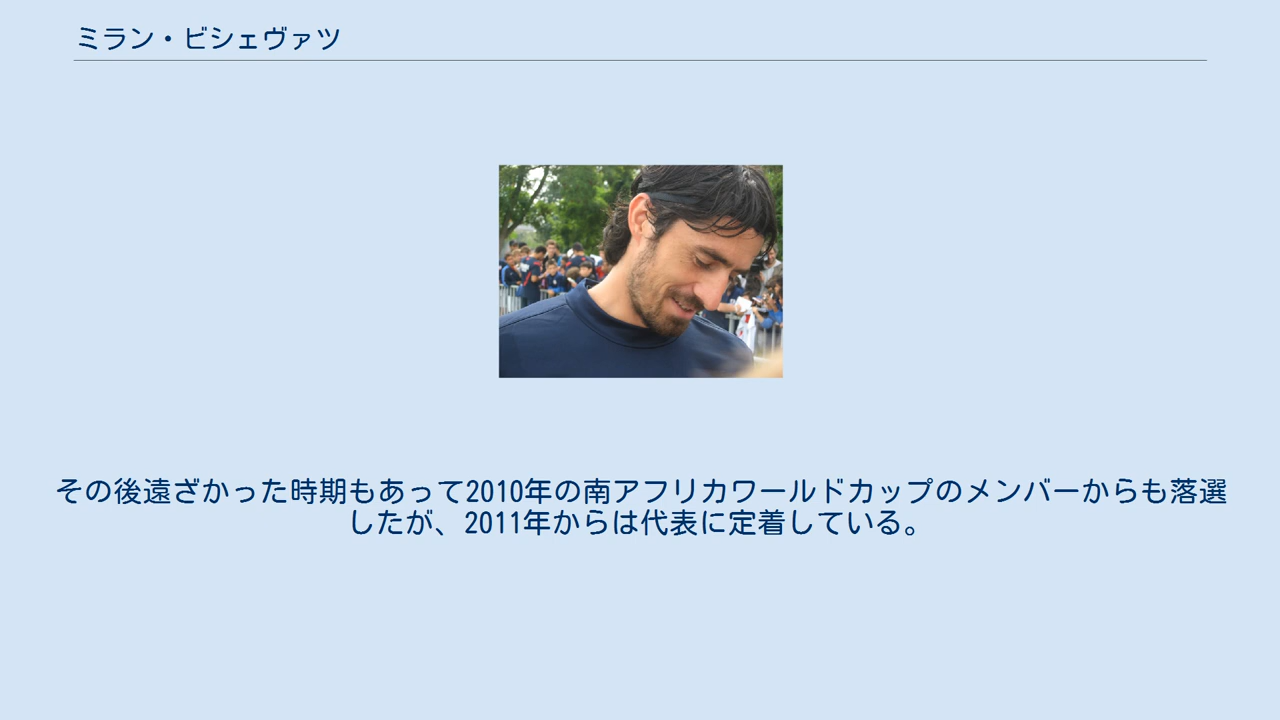 ミラン・ビシェヴァツ
その後遠ざかった時期もあって2010年の南アフリカワールドカップのメンバーからも落選
したが、2011年からは代表に定着している。